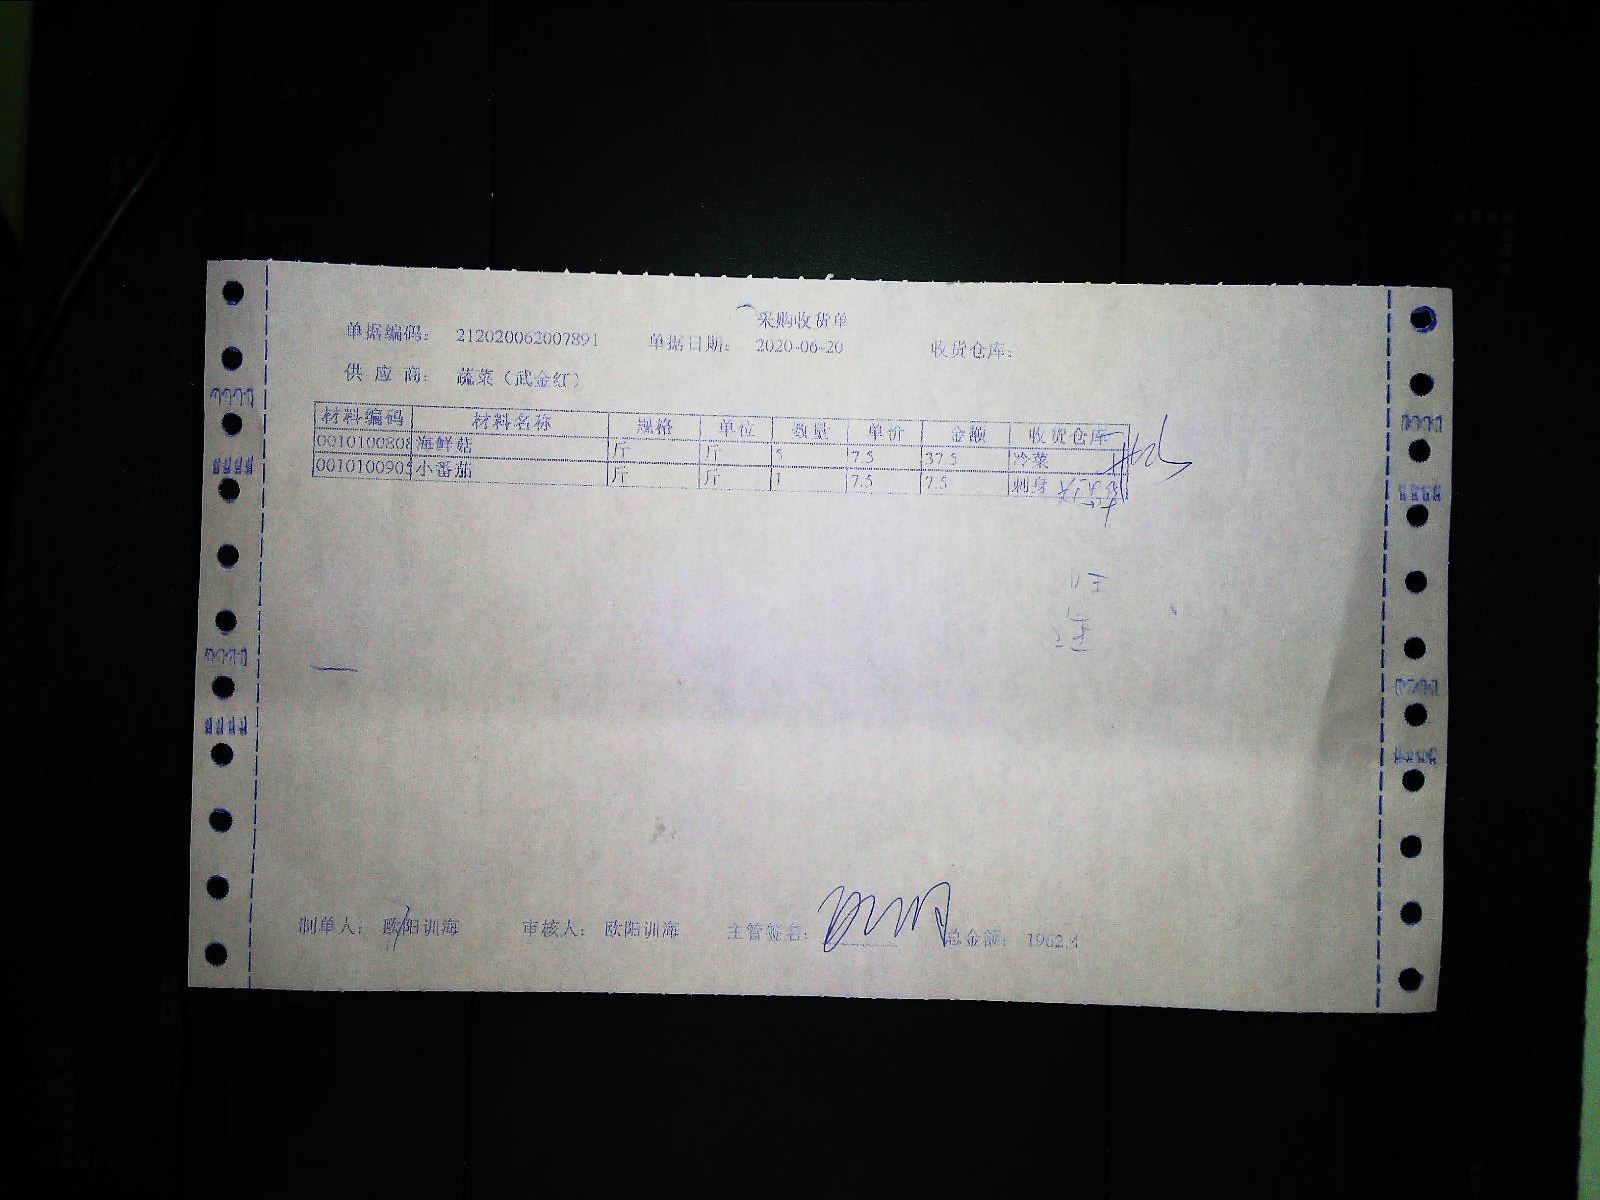 采购收货单
单据编码： 212020062007891 单据日期： 2020-06-20 收货仓库：
供 应 商： 蔬菜（武金红）
材料编码 材料名称 规格 单位 数量 单价 金额 收货仓库
0010100808 海鲜菇 斤 斤 5 7.5 37.5 冷菜
0010100905 小番茄 斤 斤 1 7.5 7.5 刺身
制单人： 欧阳训海 审核人： 欧阳训海 主管签名： 总金额： 1962.4